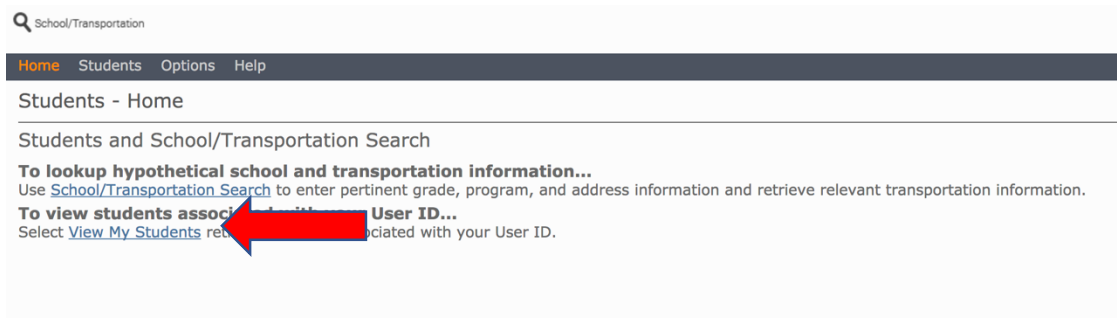 School/Transportation
Home Students Options Help
Students - Home
Students and School/Transportation Search
To lookup hypothetical school and transportation information...
Use School/Transportation Search to enter pertinent grade, program, and address information and retrieve relevant transportation information.
To view students associated with your User ID...
Select View My Students with your User ID.